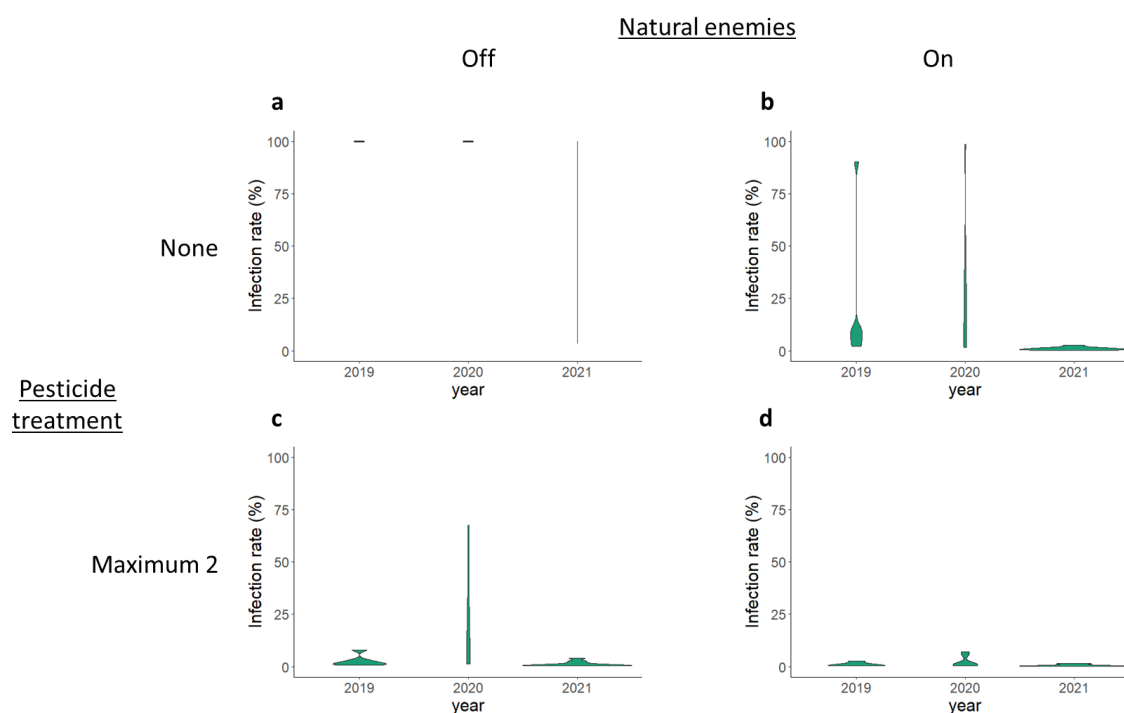 Natural enemies
Off On
a b
100 100
75 75
50 50
25 25
0 0
Infection rate (%) Infection rate (%)
None
2019 2020 2021 2019 2020 2021
year year
Pesticide
treatment
c d
100 100
75 75
50 50
25 25
0 0
Infection rate (%) Infection rate (%)
Maximum 2
2019 2020 2021 2019 2020 2021
year year